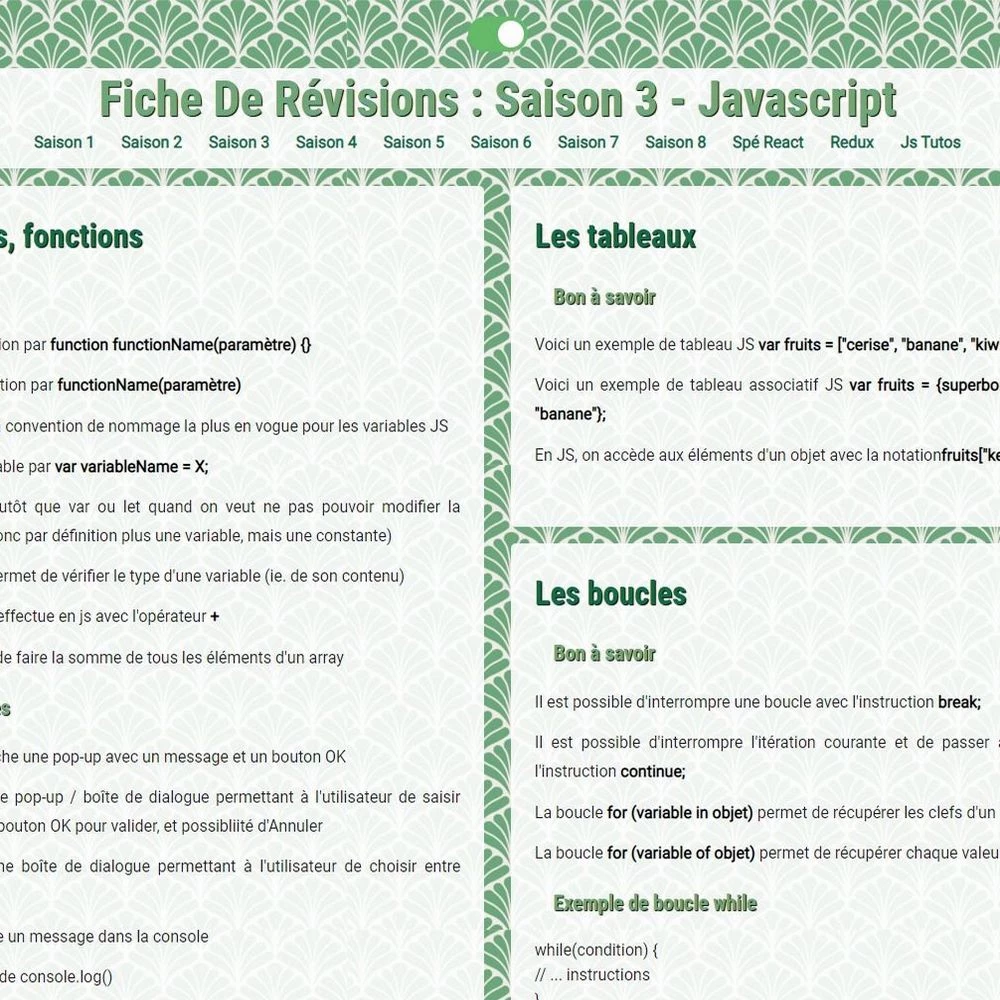 Fiche De Révisions : Saison 3 - Javascript
Saison 1 Saison 2 Saison 3 Saison 4 Saison 5 Saison 6 Saison 7 Saison 8 Spé React Redux Js Tutos
s, fonctions
ion par function functionName(paramètre) {}
tion par functionName(paramètre)
convention de nommage la plus en vogue pour les variables JS
able par var variableName = X;
utôt que var ou let quand on veut ne pas pouvoir modifier la
onc par définition plus une variable, mais une constante)
ermet de vérifier le type d'une variable (ie. de son contenu)
effectue en js avec l'opérateur +
de faire la somme de tous les éléments d'un array
es
che une pop-up avec un message et un bouton OK
e pop-up / boîte de dialogue permettant à l'utilisateur de saisir
bouton OK pour valider, et possibliité d'Annuler
ne boîte de dialogue permettant à l'utilisateur de choisir entre
e un message dans la console
de console.log()
Les tableaux
Bon à savoir
Voici un exemple de tableau JS var fruits = ["cerise", "banane", "kiw
Voici un exemple de tableau associatif JS var fruits = {superbo
"banane"};
En JS, on accède aux éléments d'un objet avec la notationfruits["ke
Les boucles
Bon à savoir
Il est possible d'interrompre une boucle avec l'instruction break;
Il est possible d'interrompre l'itération courante et de passer
l'instruction continue;
La boucle for (variable in objet) permet de récupérer les clefs d'un
La boucle for (variable of objet) permet de récupérer chaque valeu
Exemple de boucle while
while(condition) {
// ... instructions
}